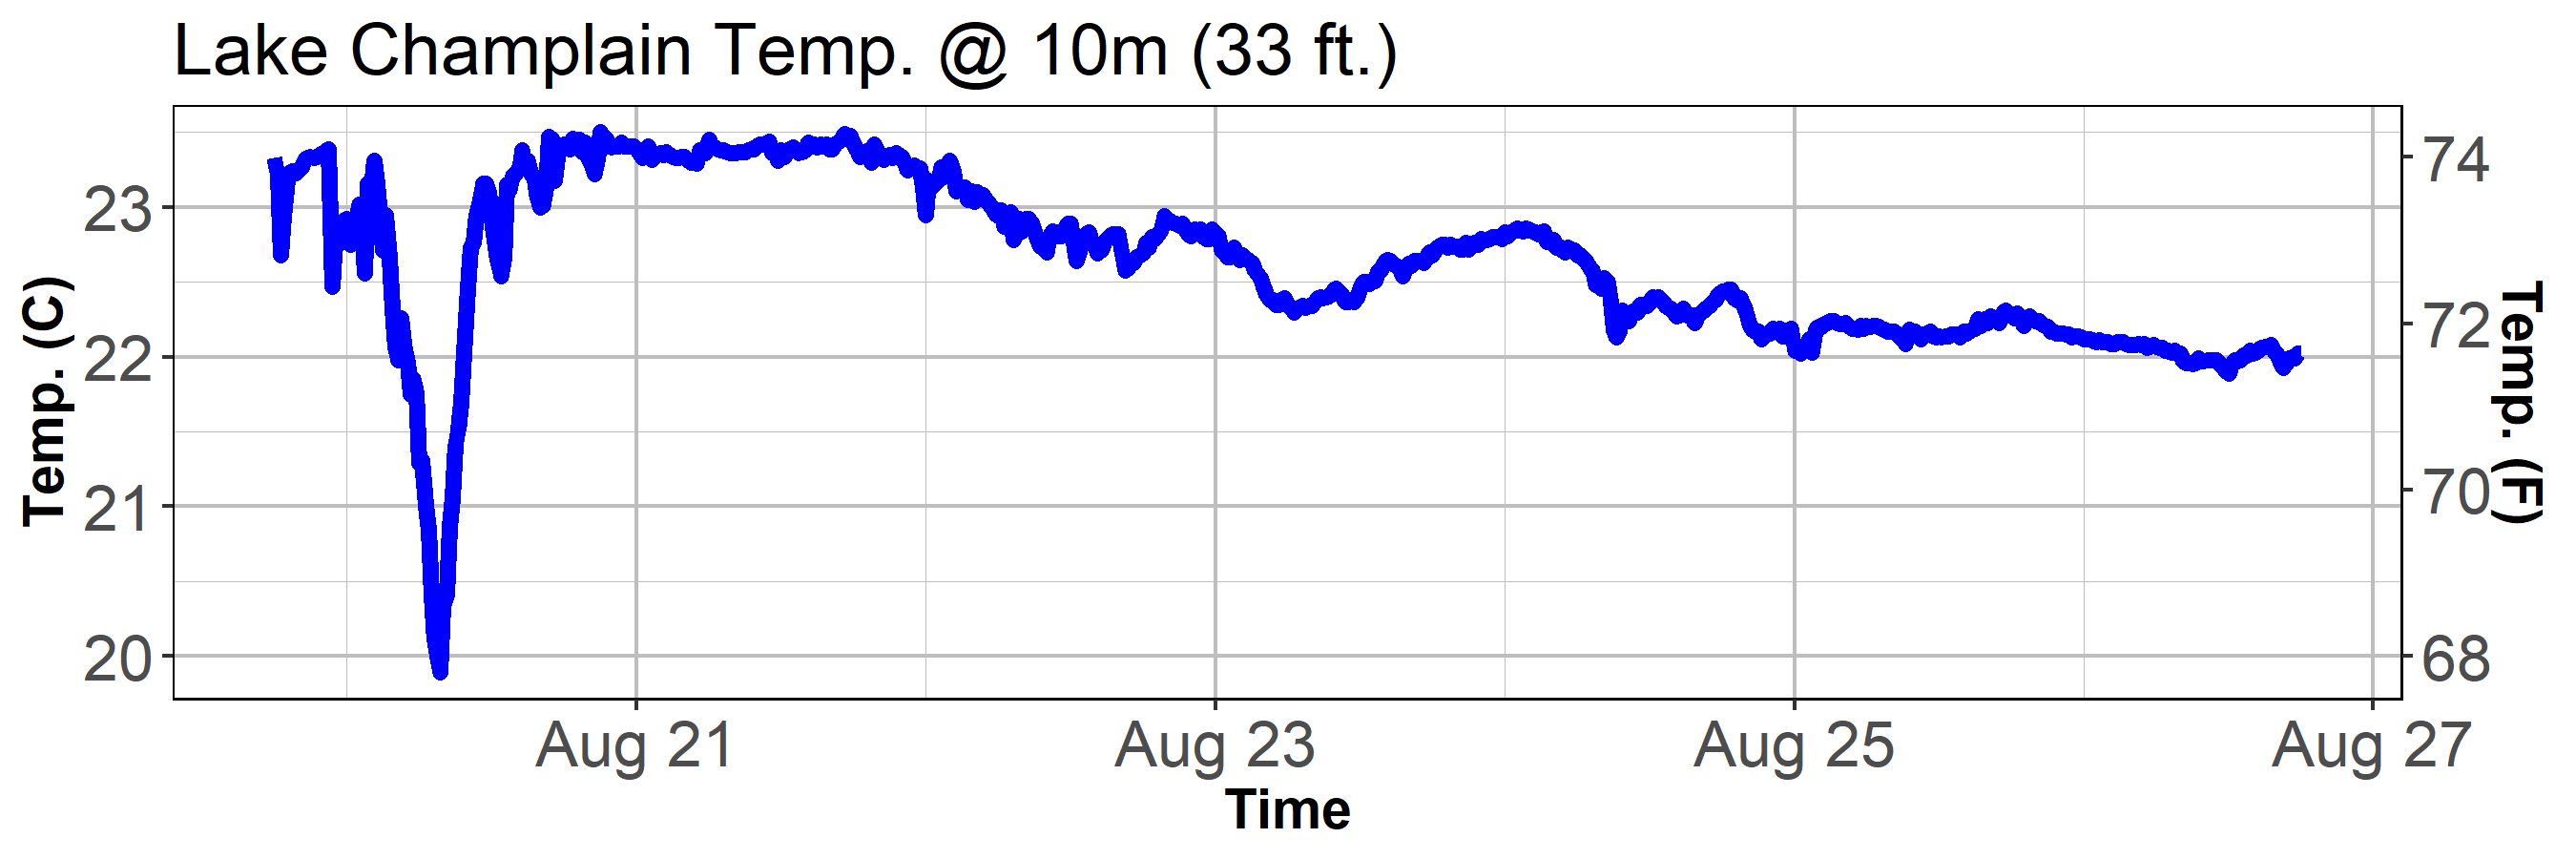 Lake Champlain Temp. @ 10m (33 ft.)
Temp. (C)
23
22
21
20
74
72
70
68
Temp. (F)
Aug 21 Aug 23 Aug 25 Aug 27
Time